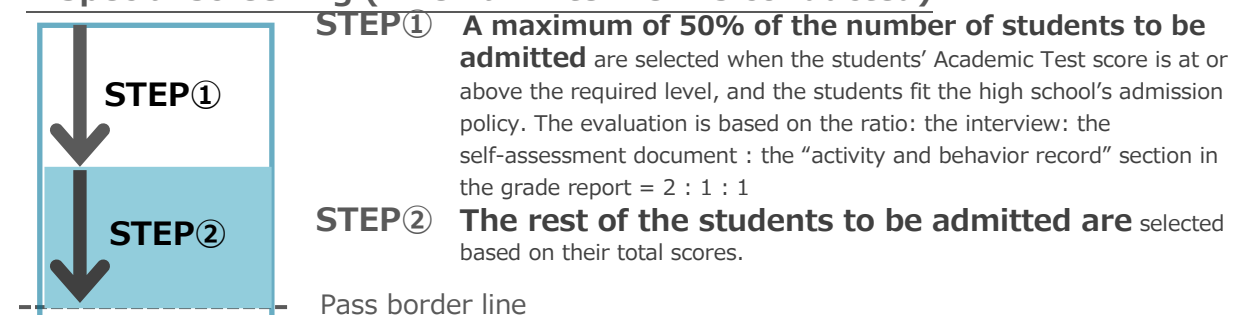 STEP① A maximum of 50% of the number of students to be
admitted are selected when the students’ Academic Test score is at or
above the required level, and the students fit the high school’s admission
policy. The evaluation is based on the ratio: the interview: the
self-assessment document : the “activity and behavior record” section in
the grade report = 2 : 1 : 1
STEP①
STEP② The rest of the students to be admitted are selected
based on their total scores.
STEP②
Pass border line